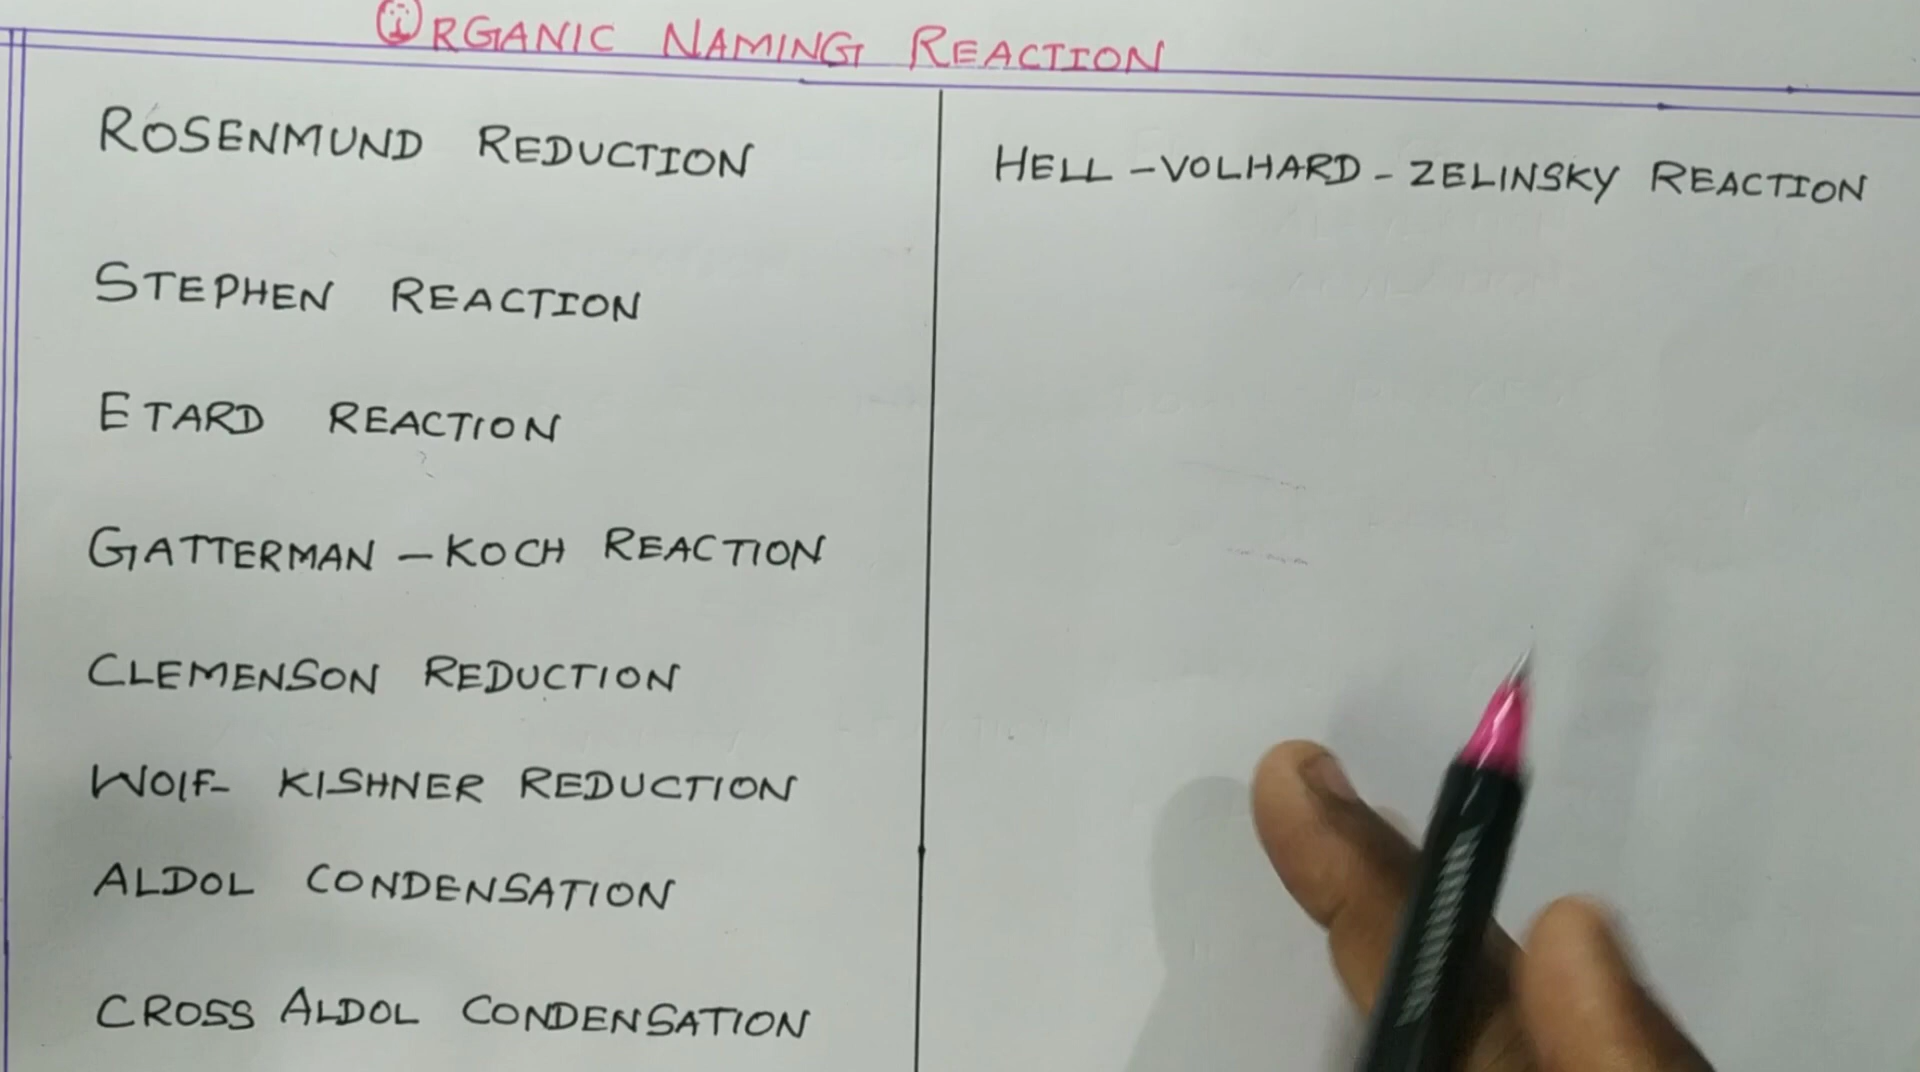 ORGANIC NAMING REACTION
ROSENMUND REDUCTION
STEPHEN REACTION
ETARD REACTION
GATTERMAN - KOCH REACTION
CLEMENSON REDUCTION
WOLF- KISHNER REDUCTION
ALDOL CONDENSATION
CROSS ALDOL CONDENSATION
HELL - VOLHARD - ZELINSKY REACTION